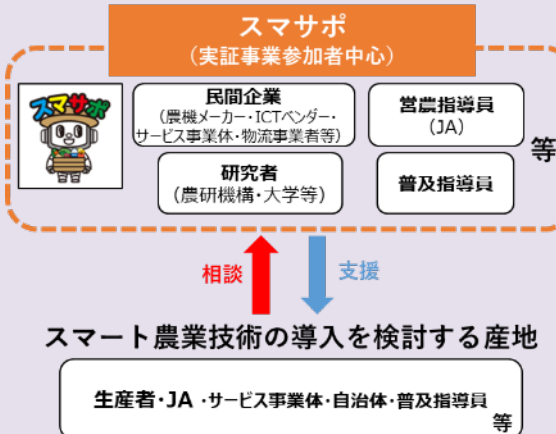 スマサポ
（実証事業参加者中心）
スマサポ
民間企業
（農機メーカー・ICTベンダー・
サービス事業体・物流事業者等）
営農指導員
（JA）
研究者
（農研機構・大学等）
普及指導員
等
相談
支援
スマート農業技術の導入を検討する産地
生産者・JA ・サービス事業体・自治体・普及指導員
等